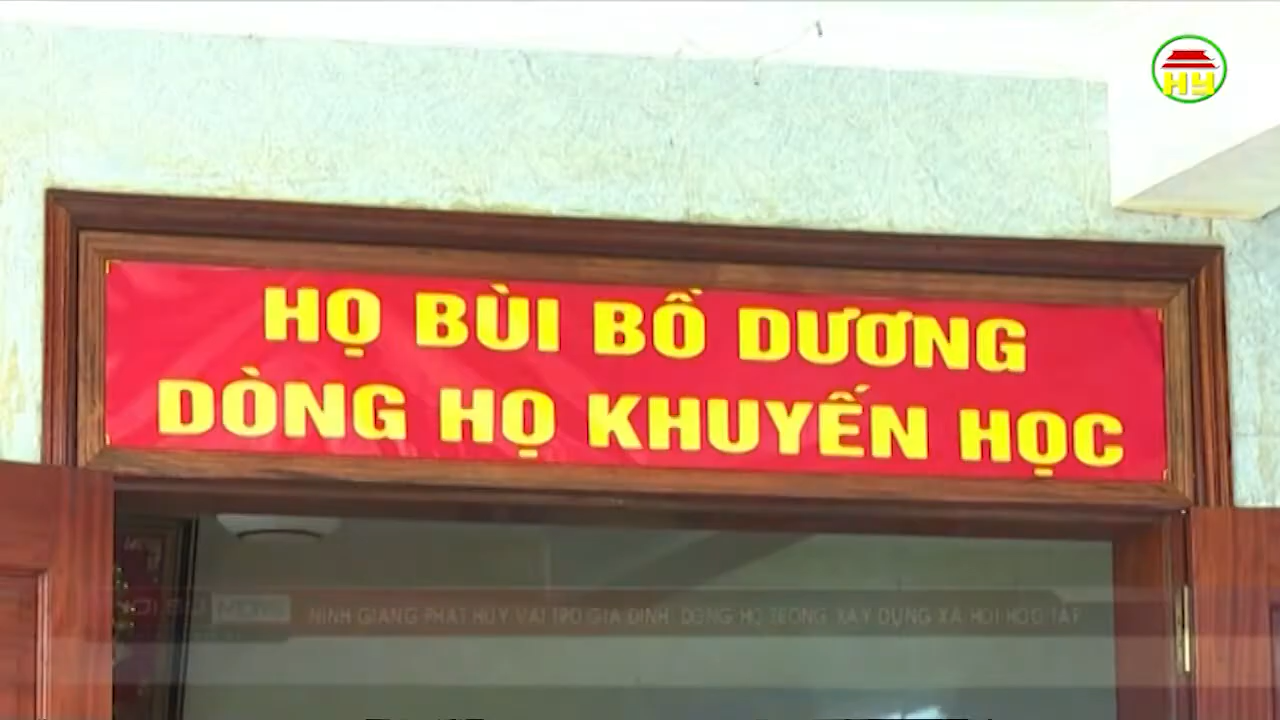 HY
HỌ BÙI BỒ DƯƠNG
DÒNG HỌ KHUYẾN HỌC
NINH GIANG PHÁT HUY VAI TRÒ GIA ĐÌNH, DÒNG HỌ TRONG XÂY DỰNG XÃ HỘI HỌC TẬP